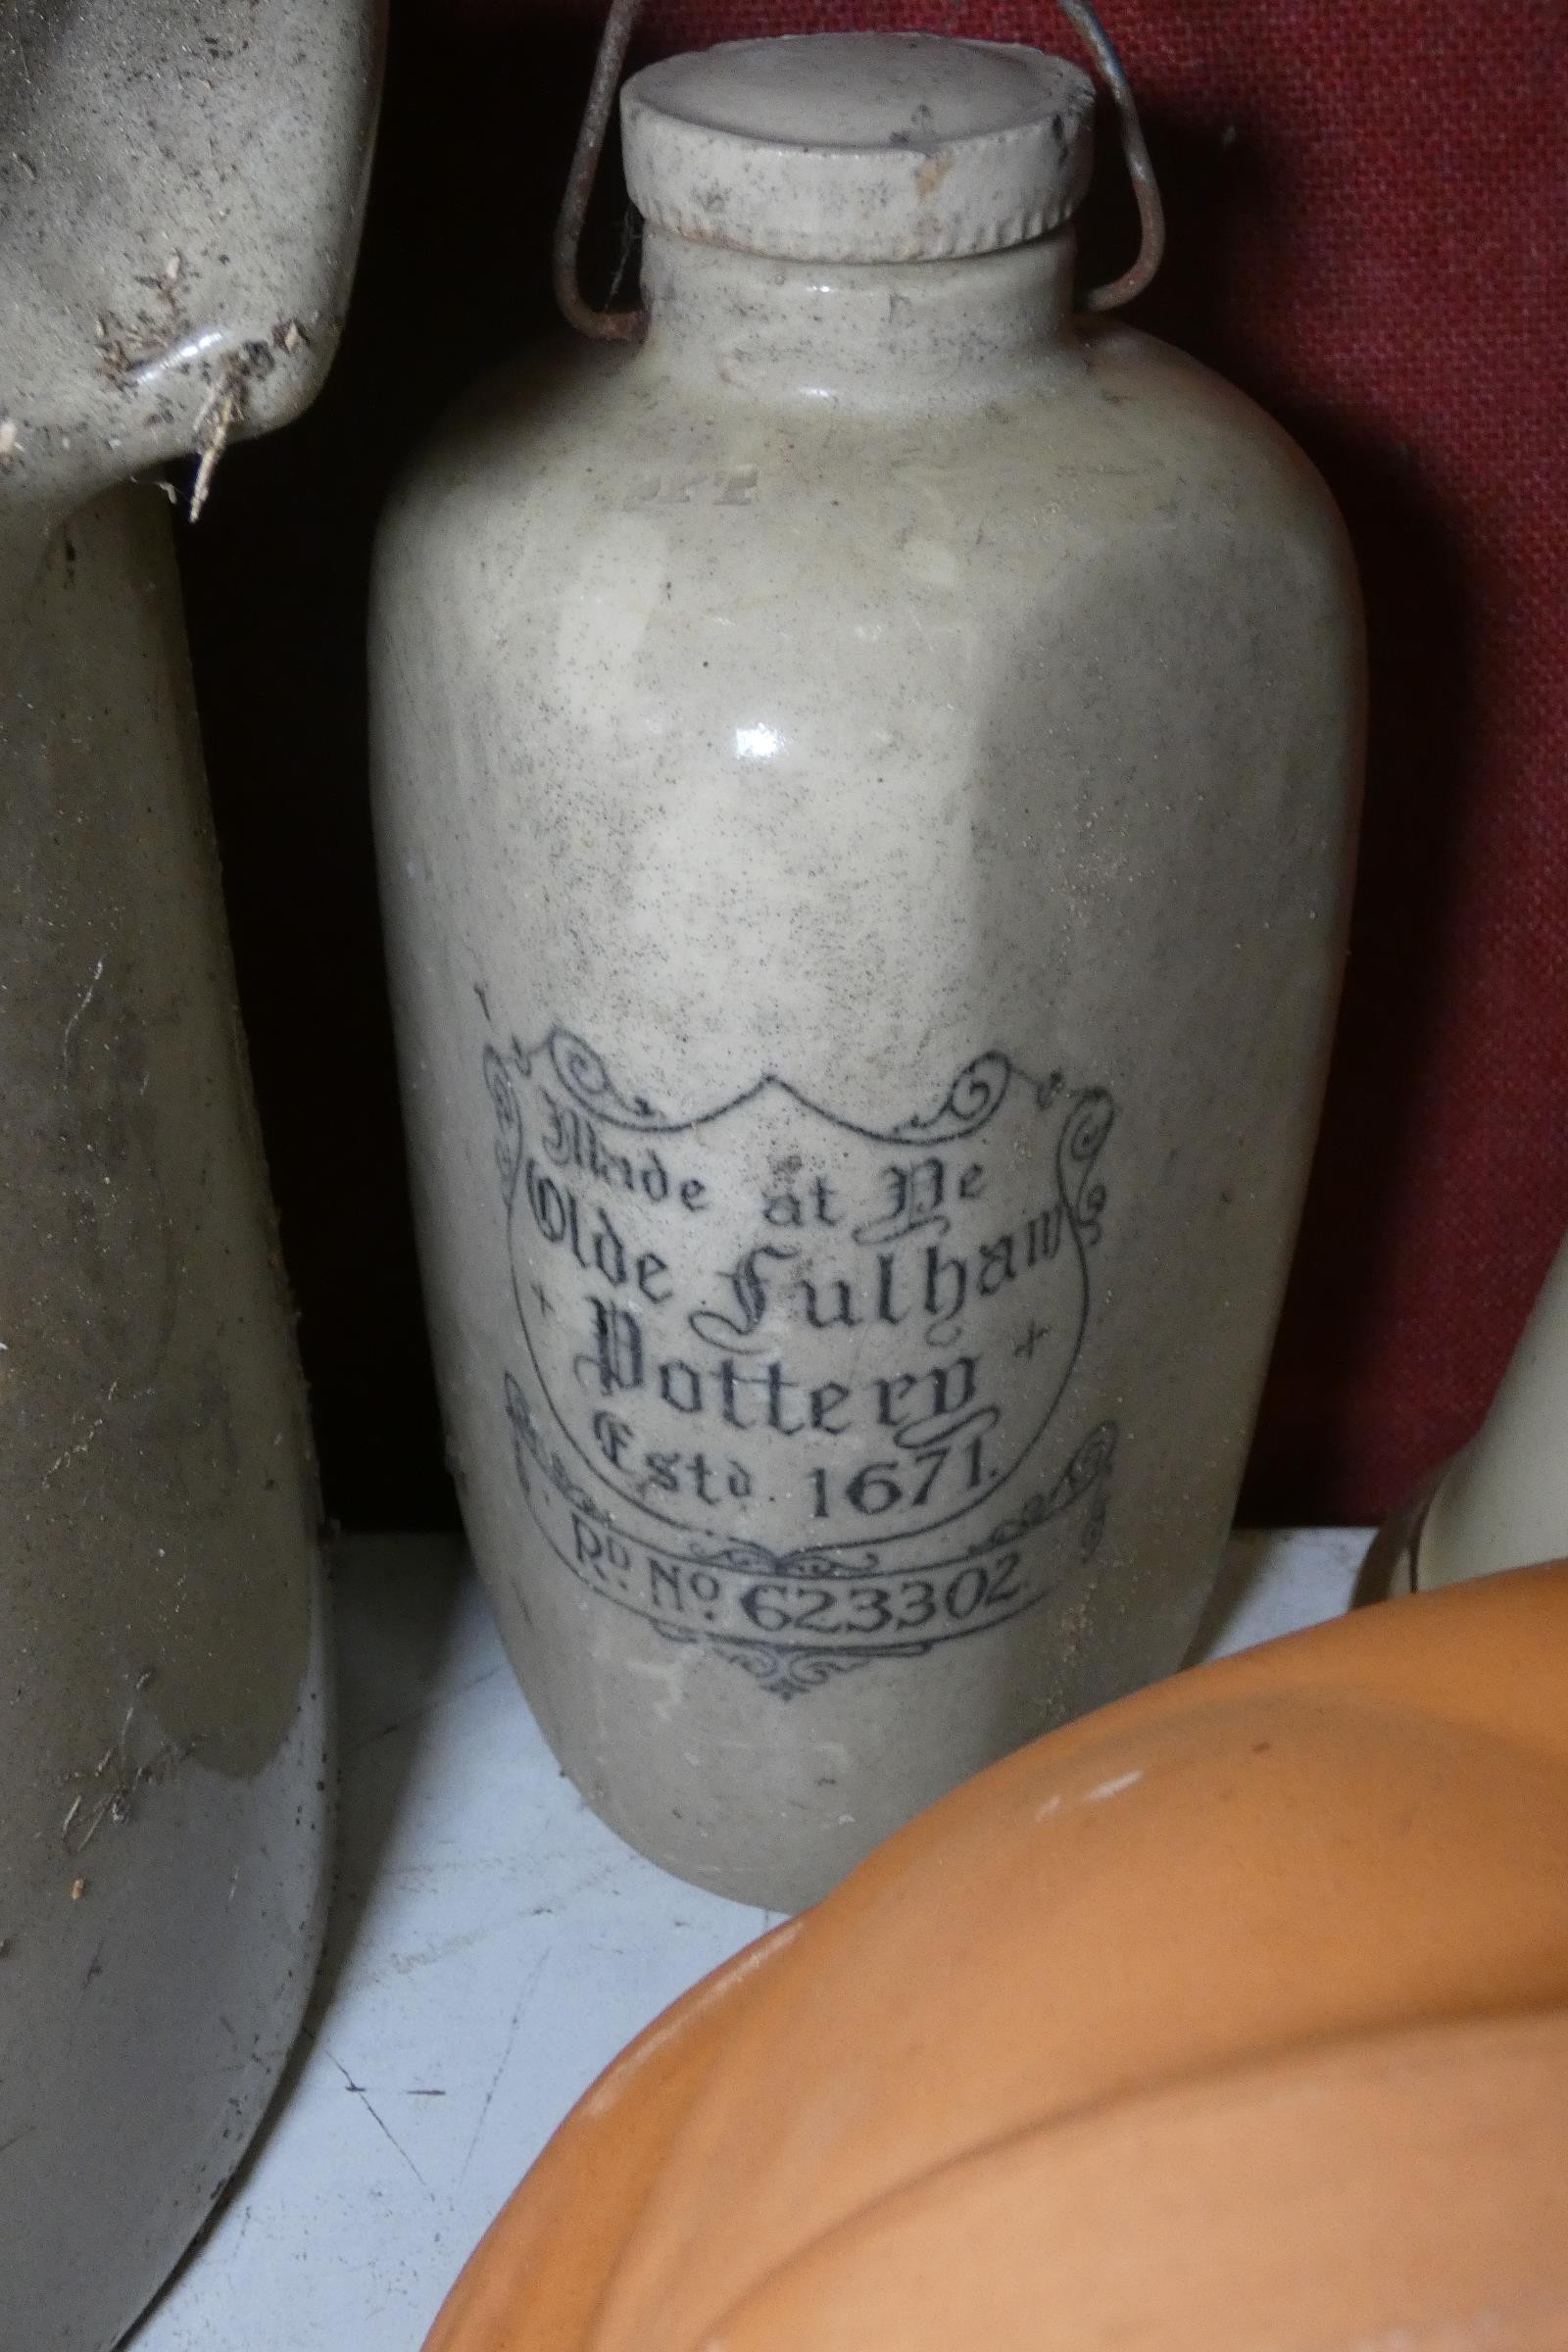 Made at Ye
Olde Fulham
Pottery
Estd. 1671.
RD. No. 623302